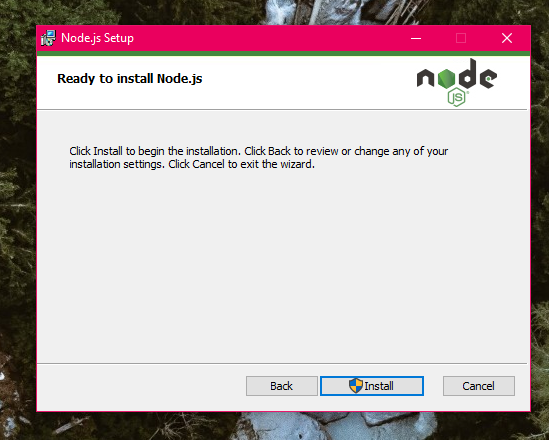 Node.js Setup
Ready to install Node.js
node
JS
Click Install to begin the installation. Click Back to review or change any of your
installation settings. Click Cancel to exit the wizard.
Back
Install
Cancel